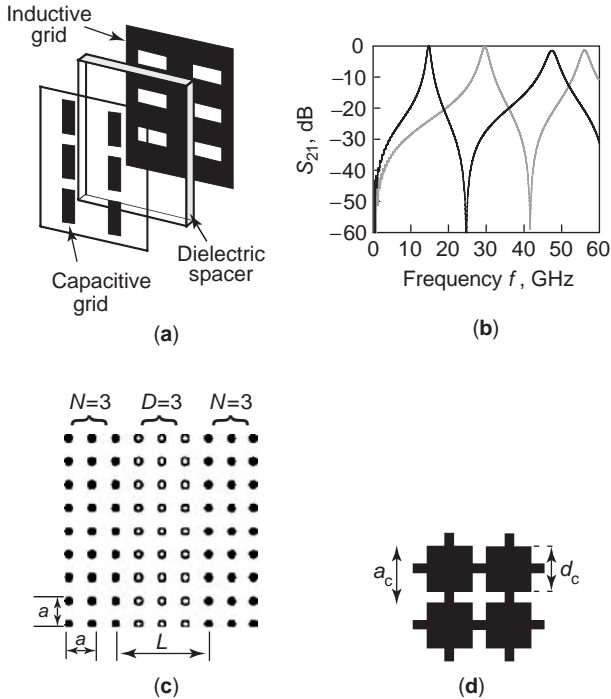 Inductive
grid
Capacitive
grid
Dielectric
spacer
(a)
S21, dB
0
−10
−20
−30
−40
−50
−60
0 10 20 30 40 50 60
Frequency f , GHz
(b)
N=3 D=3 N=3
a
a
L
(c)
ac
dc
(d)